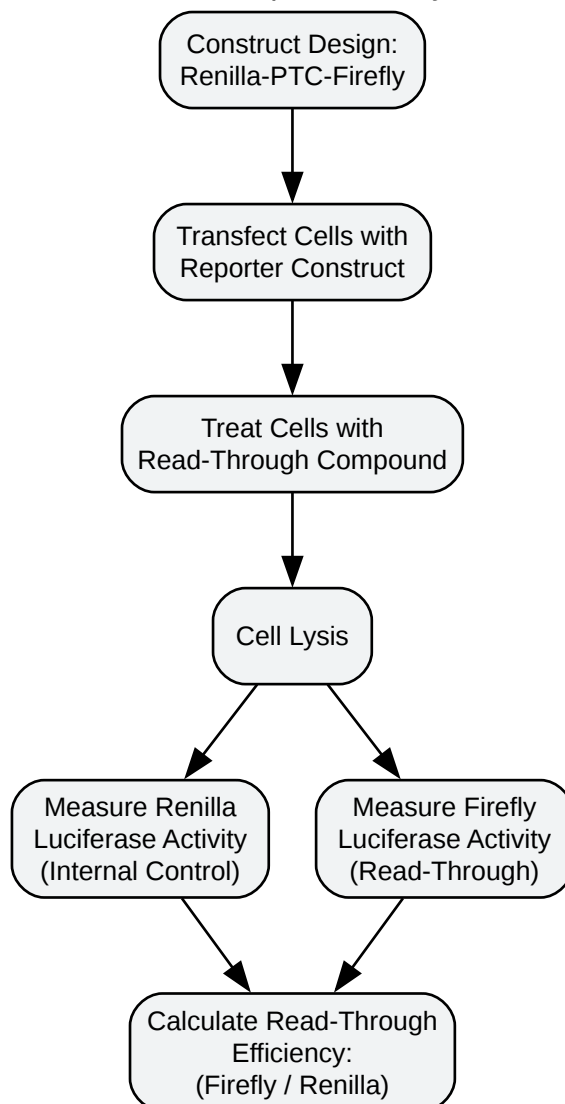 Construct Design:
Renilla-PTC-Firefly
Transfect Cells with
Reporter Construct
Treat Cells with
Read-Through Compound
Cell Lysis
Measure Renilla
Luciferase Activity
(Internal Control)
Measure Firefly
Luciferase Activity
(Read-Through)
Calculate Read-Through
Efficiency:
(Firefly / Renilla)